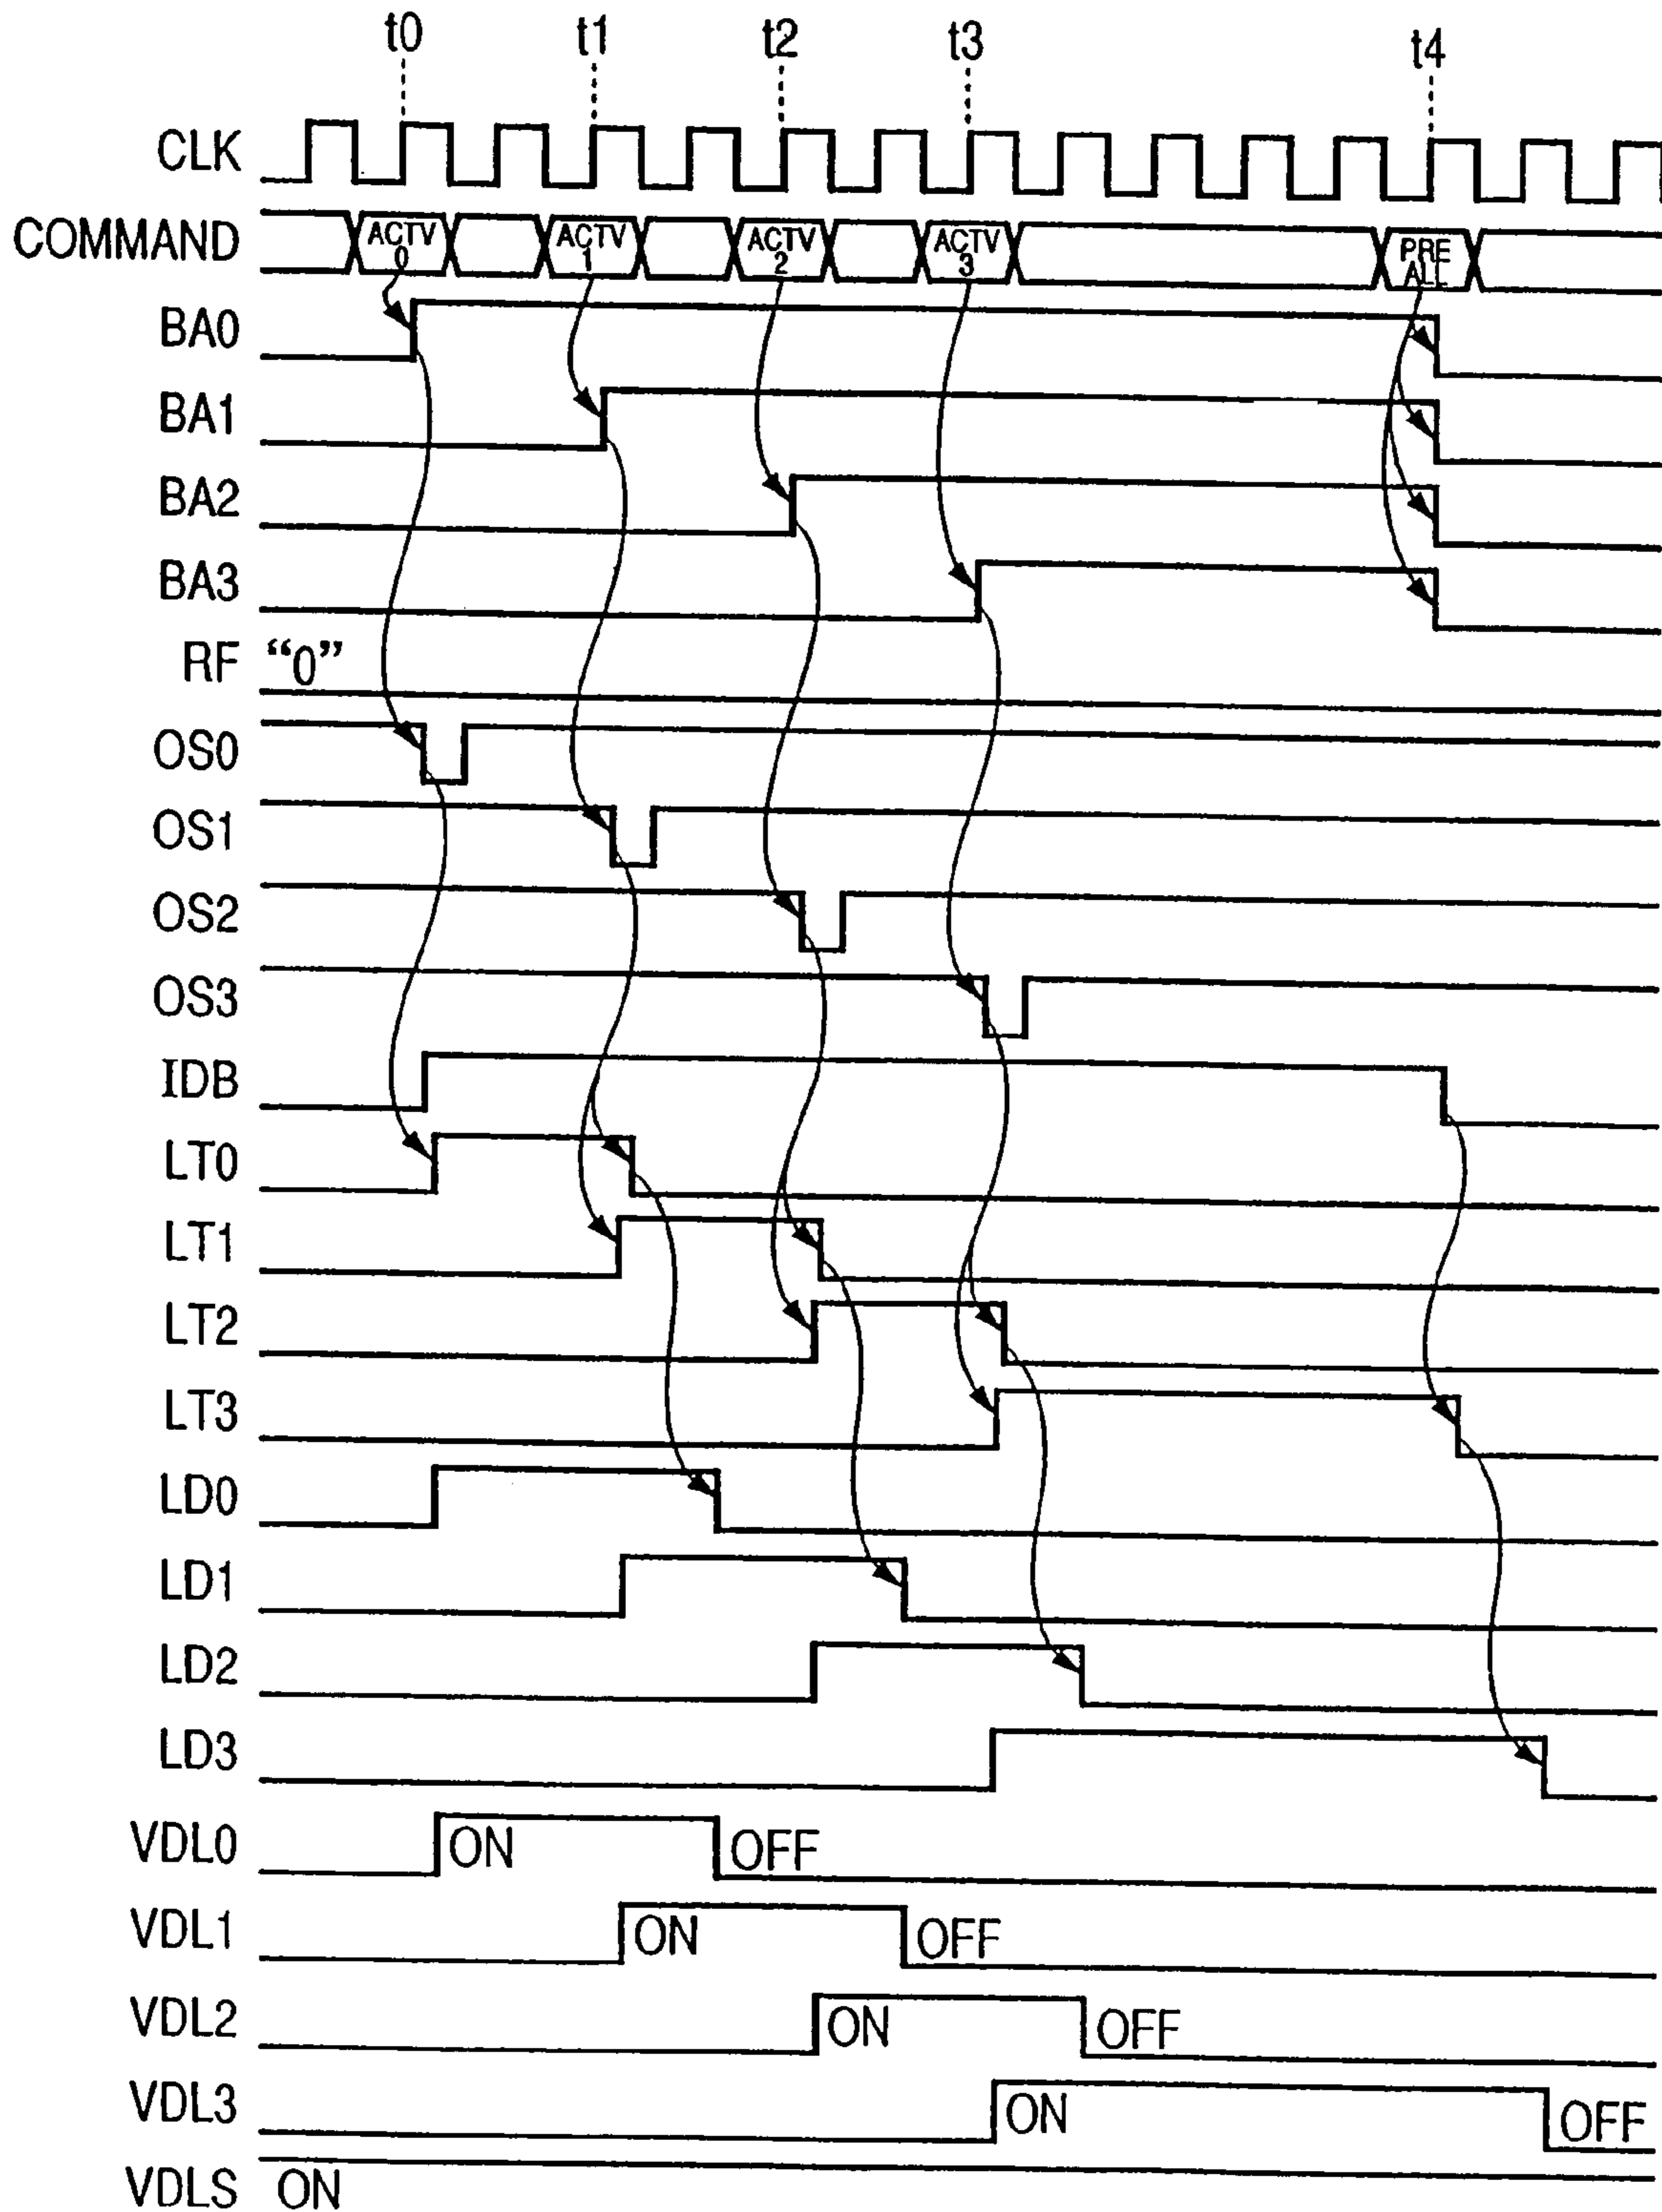 t0 t1 t2 t3 t4
CLK
COMMAND ACTV 0 ACTV 1 ACTV 2 ACTV 3 PRE ALL
BA0
BA1
BA2
BA3
RF “0”
OS0
OS1
OS2
OS3
IDB
LT0
LT1
LT2
LT3
LD0
LD1
LD2
LD3
VDL0 ON OFF
VDL1 ON OFF
VDL2 ON OFF
VDL3 ON OFF
VDLS ON